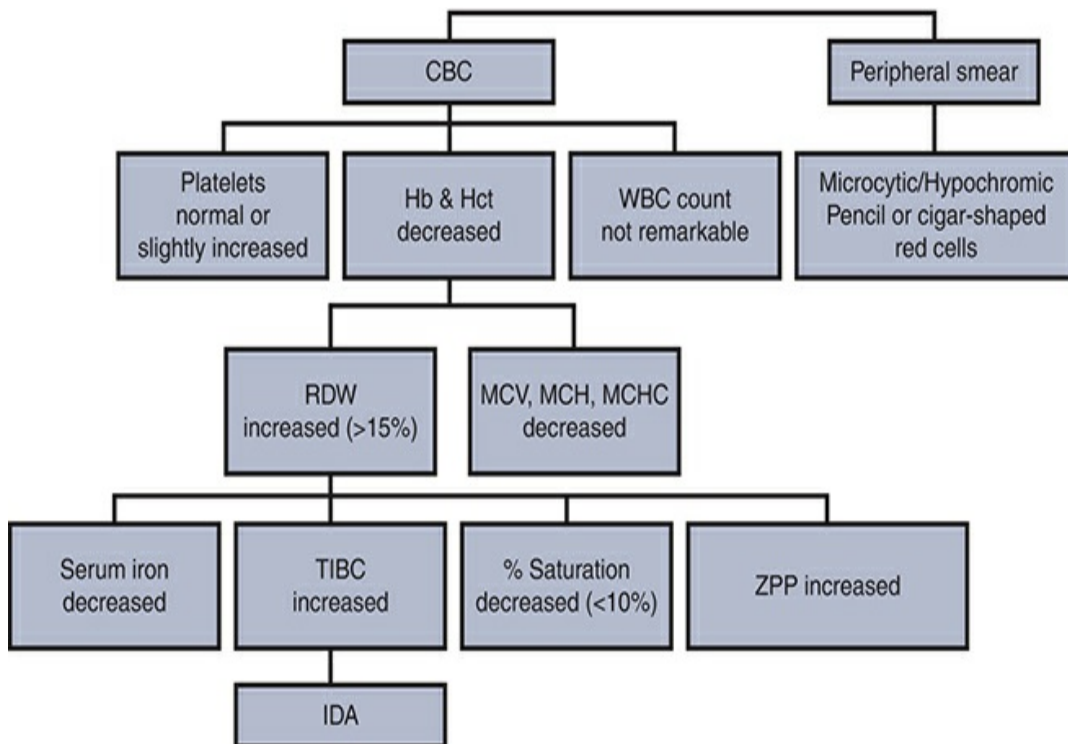 CBC
Peripheral smear
Platelets
normal or
slightly increased
Hb & Hct
decreased
WBC count
not remarkable
Microcytic/Hypochromic
Pencil or cigar-shaped
red cells
RDW
increased (>15%)
MCV, MCH, MCHC
decreased
Serum iron
decreased
TIBC
increased
% Saturation
decreased (<10%)
ZPP increased
IDA